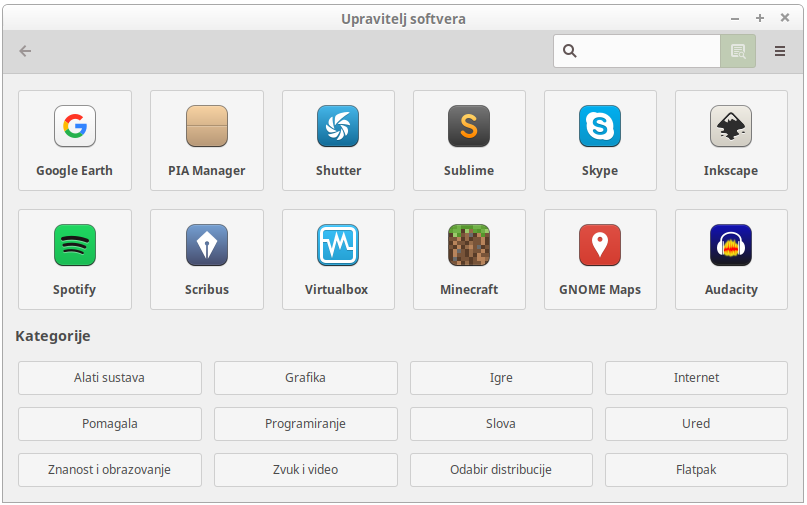 Upravitelj softvera
Google Earth
PIA Manager
Shutter
Sublime
Skype
Inkscape
Spotify
Scribus
Virtualbox
Minecraft
GNOME Maps
Audacity
Kategorije
Alati sustava
Grafika
Igre
Internet
Pomagala
Programiranje
Slova
Ured
Znanost i obrazovanje
Zvuk i video
Odabir distribucije
Flatpak